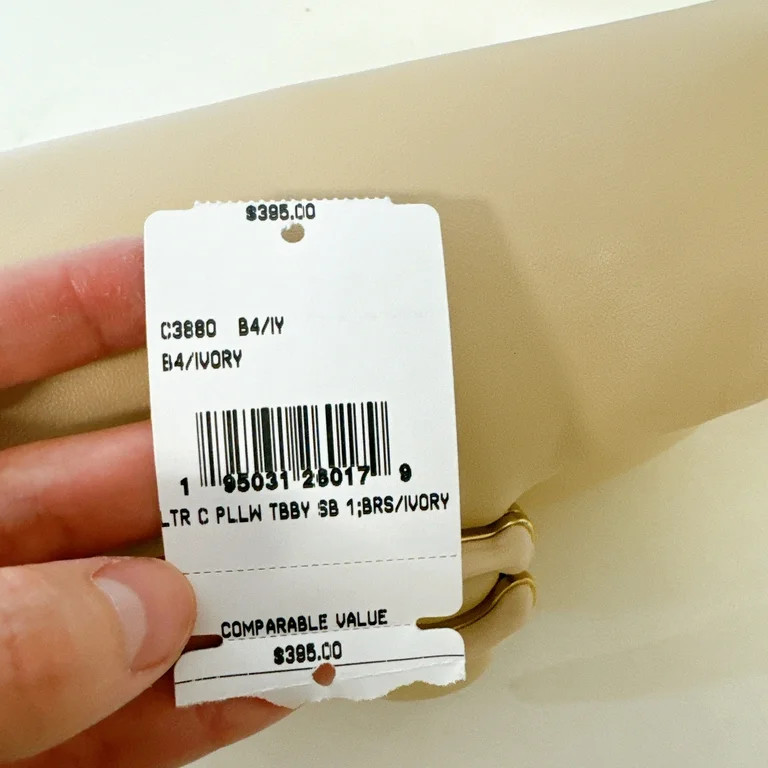 $395.00
C3880 B4/IY
B4/IVORY
1 95031 26017 9
LTR C PLLW TBBY SB 1;BRS/IVORY
COMPARABLE VALUE
$395.00